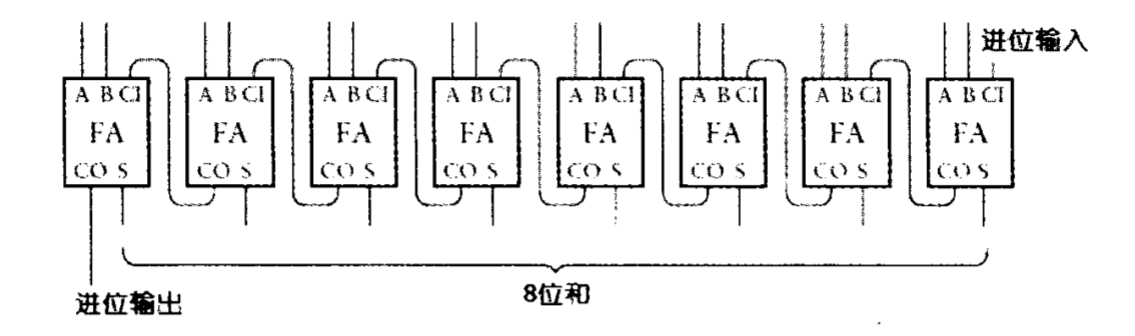 进位输入
A B CI A B CI A B CI A B CI A B CI A B CI A B CI A B CI
FA FA FA FA FA FA FA FA
CO S CO S CO S CO S CO S CO S CO S CO S
8位和
进位输出